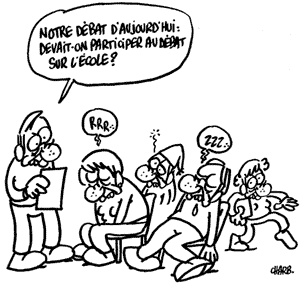 NOTRE DÉBAT D'AUJOURD'HUI :
DEVAIT-ON PARTICIPER AU DÉBAT
SUR L'ÉCOLE ?
RRR..
ZZZ..
CHARB.